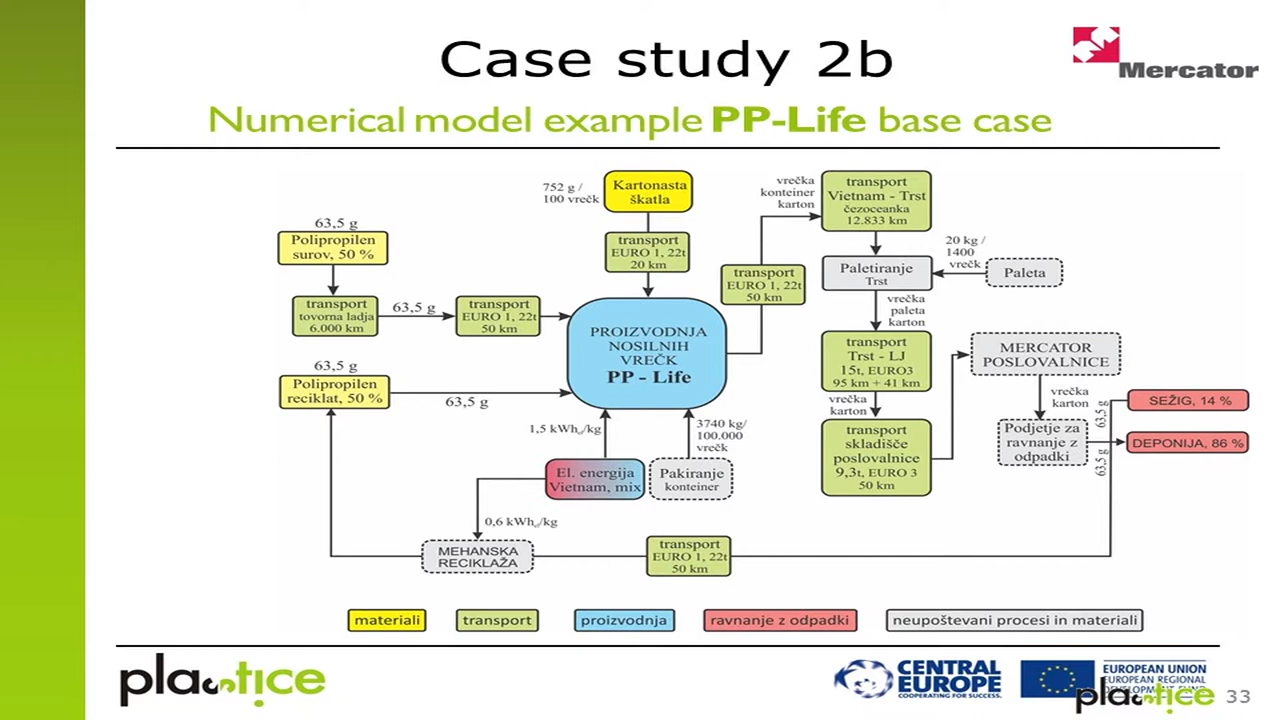 Case study 2b
Mercator
Numerical model example PP-Life base case
752 g /
100 vrečk
Kartonasta
škatla
vrečka
konteiner
karton
transport
Vietnam - Trst
čezoceanka
12.833 km
63,5 g
Polipropilen
surov, 50 %
transport
EURO 1, 22t
20 km
20 kg /
1400
vrečk
Paletiranje
Trst
Paleta
transport
EURO 1, 22t
50 km
transport
tovorna ladja
6.000 km
63,5 g
transport
EURO 1, 22t
50 km
vrečka
paleta
karton
PROIZVODNJA
NOSILNIH
VREČK
PP - Life
transport
Trst - LJ
15t, EURO3
95 km + 41 km
MERCATOR
POSLOVALNICE
63,5 g
Polipropilen
reciklat, 50 %
63,5 g
vrečka
karton
vrečka
karton
63,5 g
SEŽIG, 14 %
1,5 kWhel/kg
3740 kg/
100.000
vrečk
transport
skladišče
poslovalnice
9,3t, EURO 3
50 km
Podjetje za
ravnanje z
odpadki
63,5 g
DEPONIJA, 86 %
El. energija
Vietnam, mix
Pakiranje
konteiner
0,6 kWhel/kg
MEHANSKA
RECIKLAŽA
transport
EURO 1, 22t
50 km
materiali
transport
proizvodnja
ravnanje z odpadki
neupoštevani procesi in materiali
plastice
CENTRAL
EUROPE
COOPERATING FOR SUCCESS.
EUROPEAN UNION
EUROPEAN REGIONAL
plastice
33